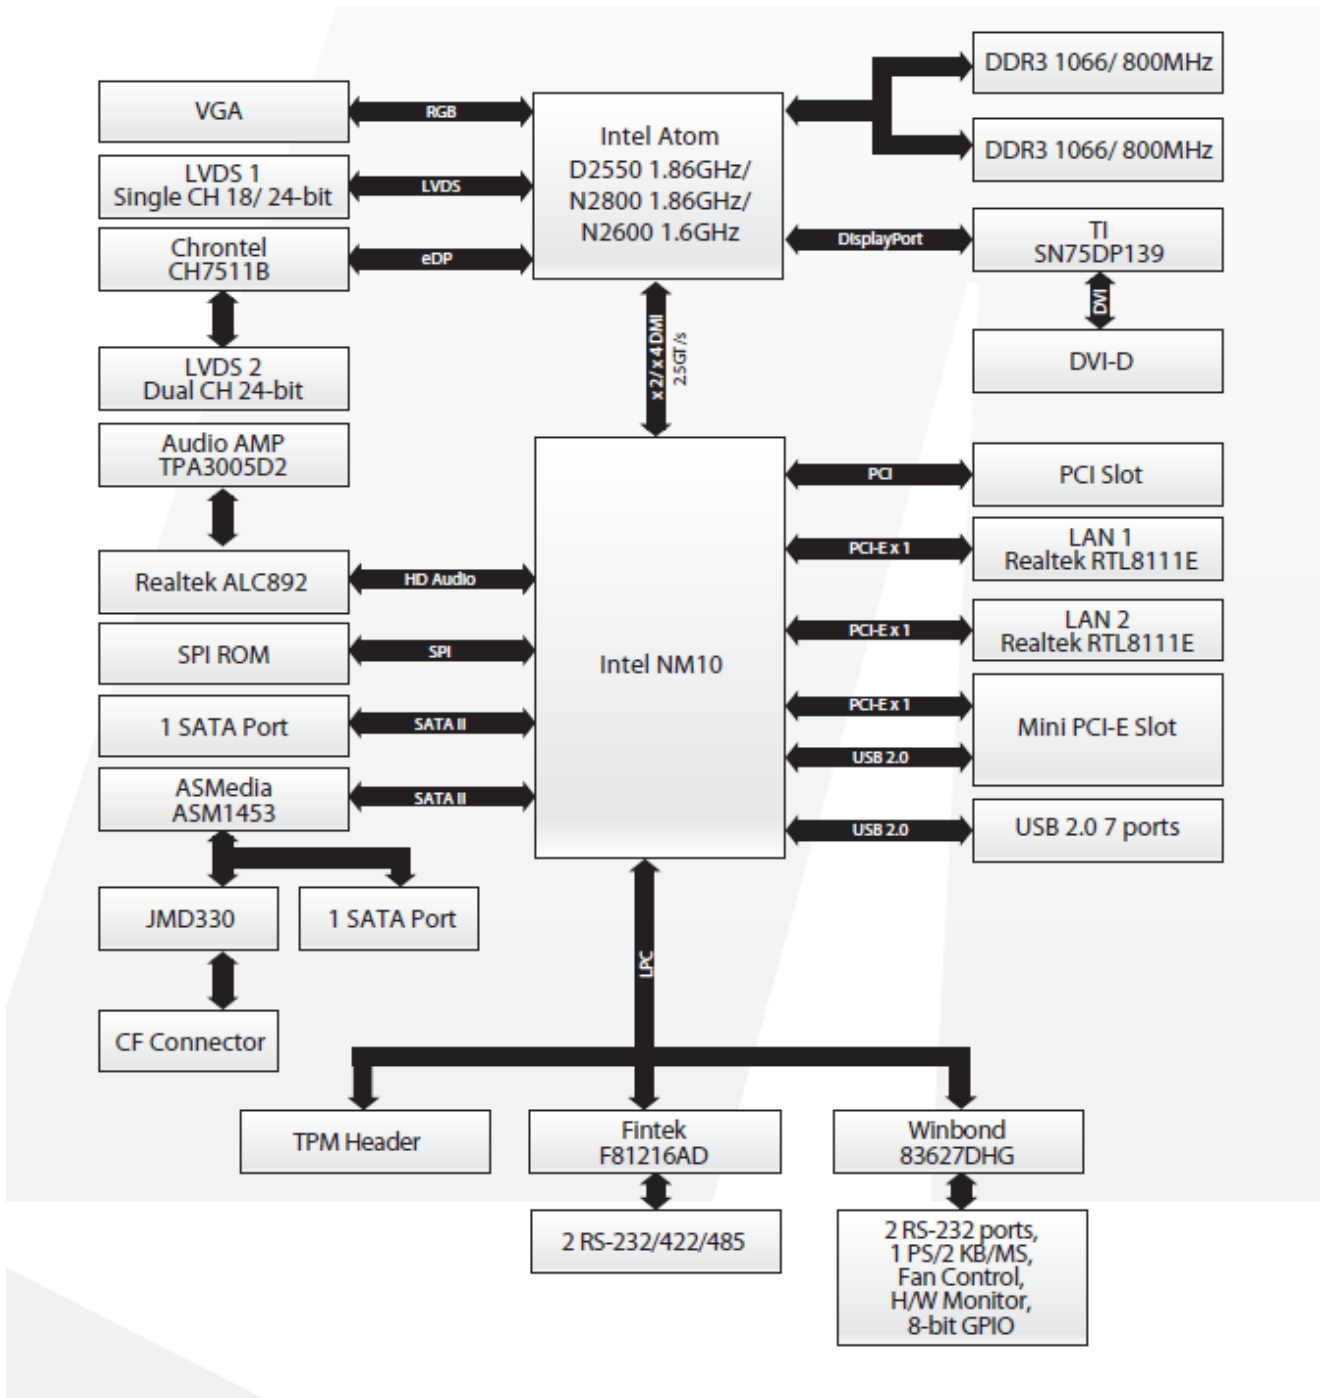 DDR3 1066/ 800MHz
VGA
RGB
Intel Atom
D2550 1.86GHz/
N2800 1.86GHz/
N2600 1.6GHz
DDR3 1066/ 800MHz
LVDS 1
Single CH 18/ 24-bit
LVDS
Chrontel
CH7511B
eDP
DisplayPort
TI
SN75DP139
DVI
x 2/ x 4 DMI
2.5GT/s
LVDS 2
Dual CH 24-bit
DVI-D
Audio AMP
TPA3005D2
PCI
PCI Slot
PCI-E x 1
LAN 1
Realtek RTL8111E
Realtek ALC892
HD Audio
PCI-E x 1
LAN 2
Realtek RTL8111E
SPI ROM
SPI
Intel NM10
PCI-E x 1
Mini PCI-E Slot
1 SATA Port
SATA II
USB 2.0
ASMedia
ASM1453
SATA II
USB 2.0
USB 2.0 7 ports
JMD330
1 SATA Port
LPC
CF Connector
TPM Header
Fintek
F81216AD
Winbond
83627DHG
2 RS-232/422/485
2 RS-232 ports,
1 PS/2 KB/MS,
Fan Control,
H/W Monitor,
8-bit GPIO